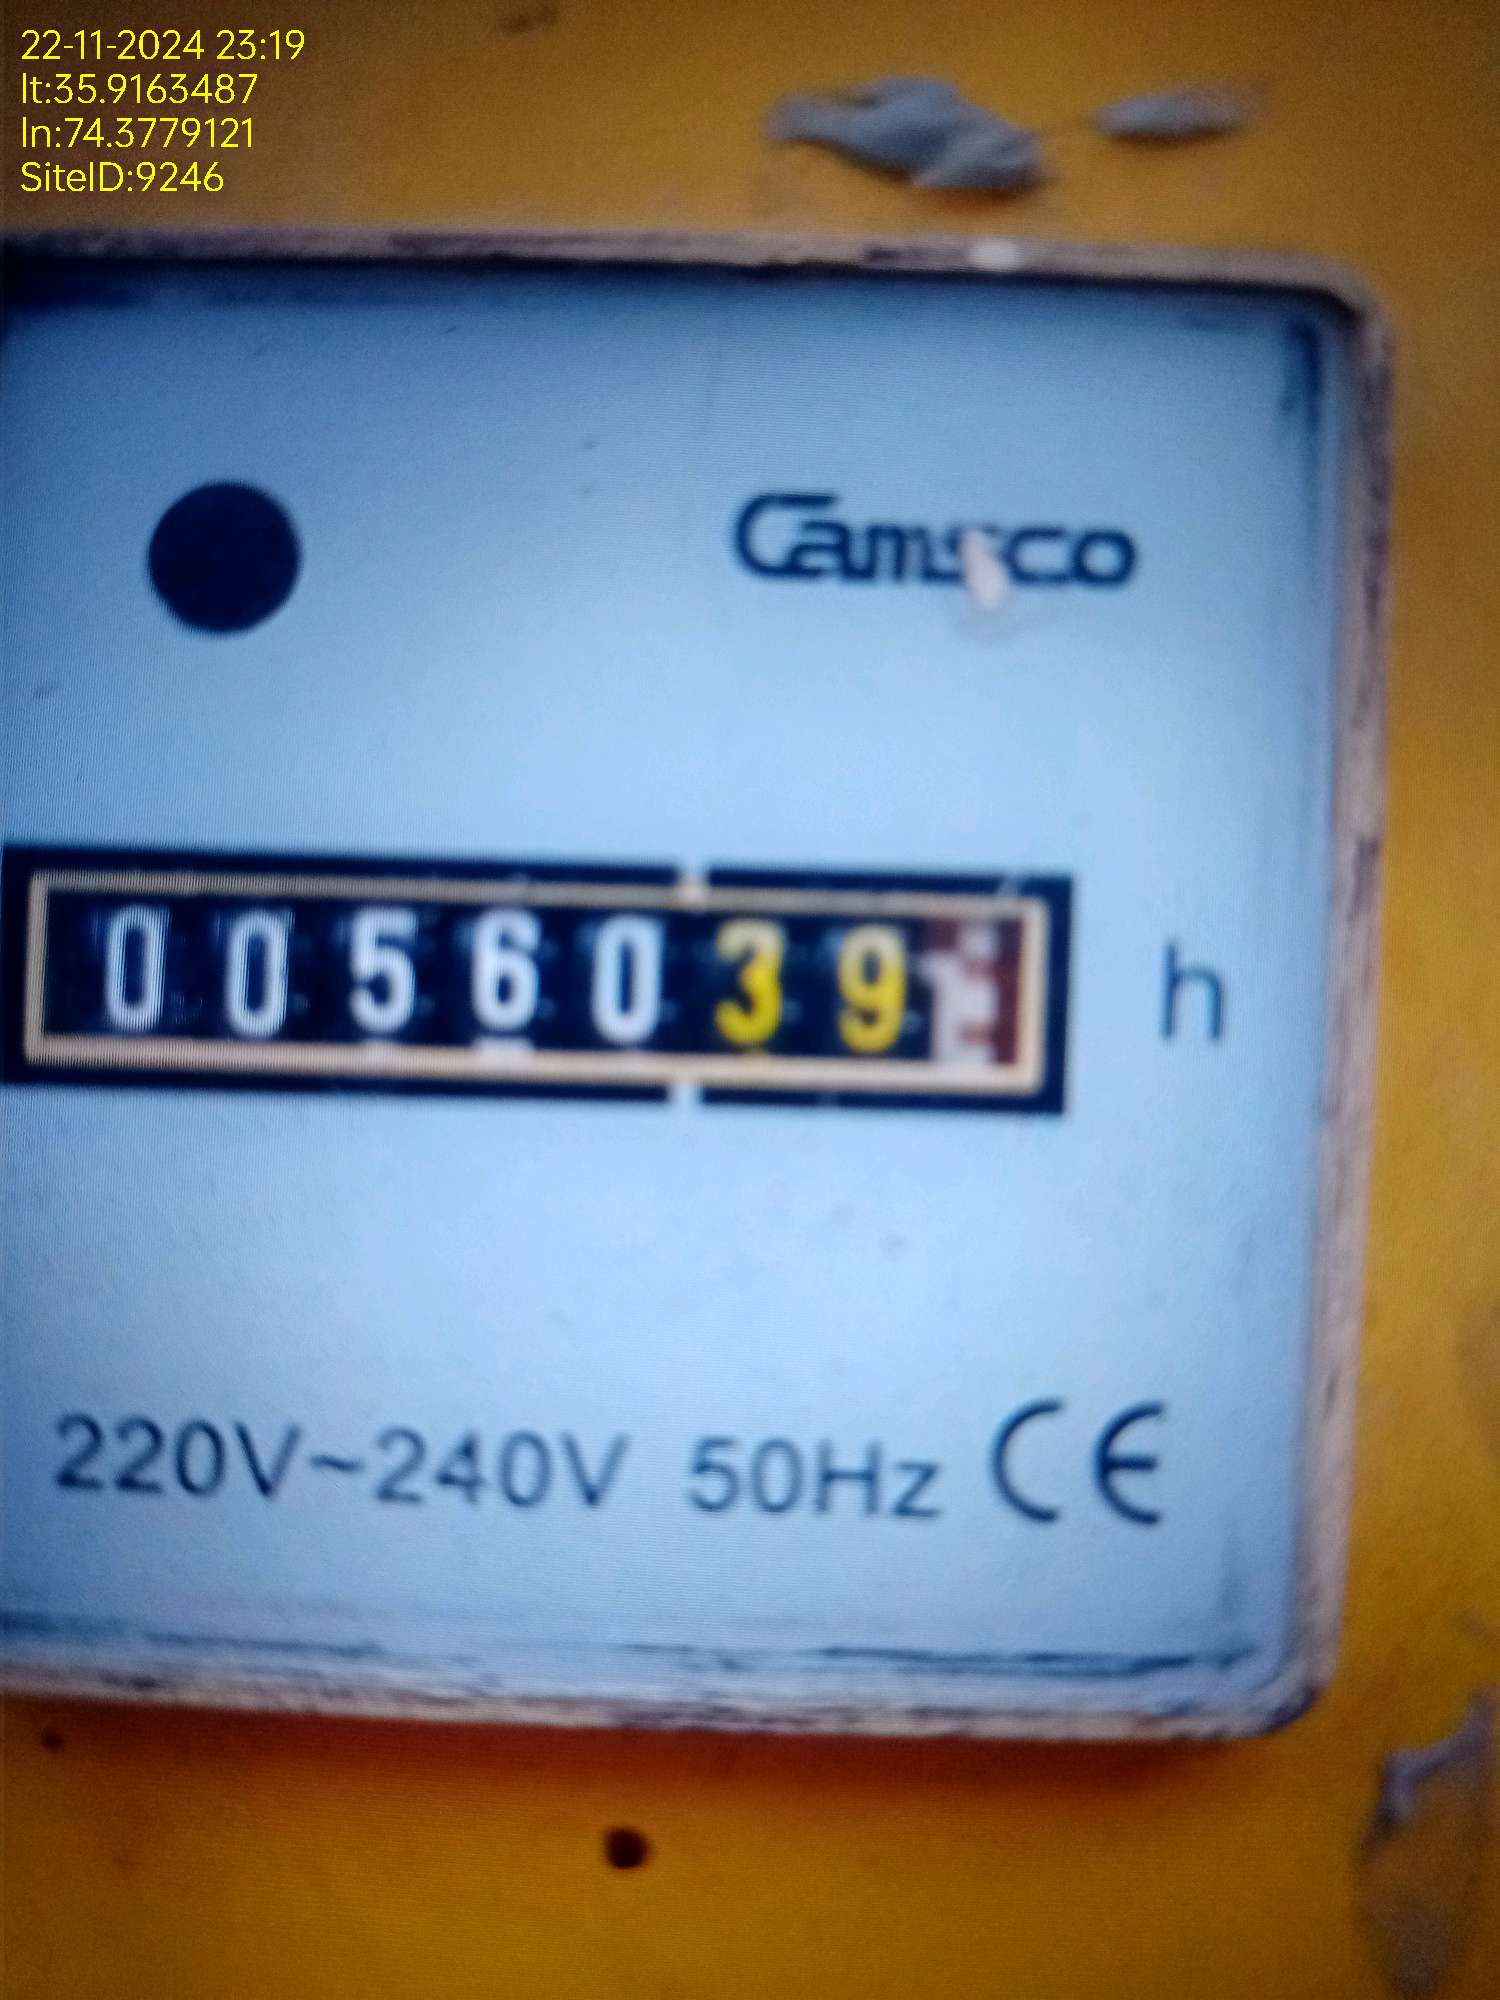 22-11-2024 23:19
lt:35.9163487
ln:74.3779121
SiteID:9246
Camsco
0056039 h
220V~240V 50Hz CE